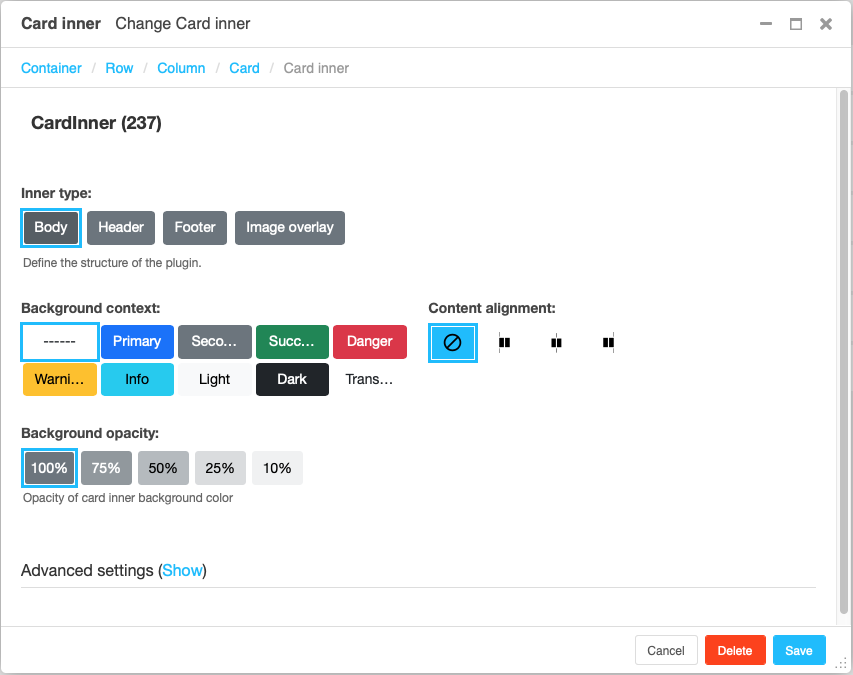 Card inner Change Card inner
Container / Row / Column / Card / Card inner
CardInner (237)
Inner type:
Body Header Footer Image overlay
Define the structure of the plugin.
Background context:
------ Primary Seco... Succ... Danger
Warni... Info Light Dark Trans...
Content alignment:
Background opacity:
100% 75% 50% 25% 10%
Opacity of card inner background color
Advanced settings (Show)
Cancel Delete Save